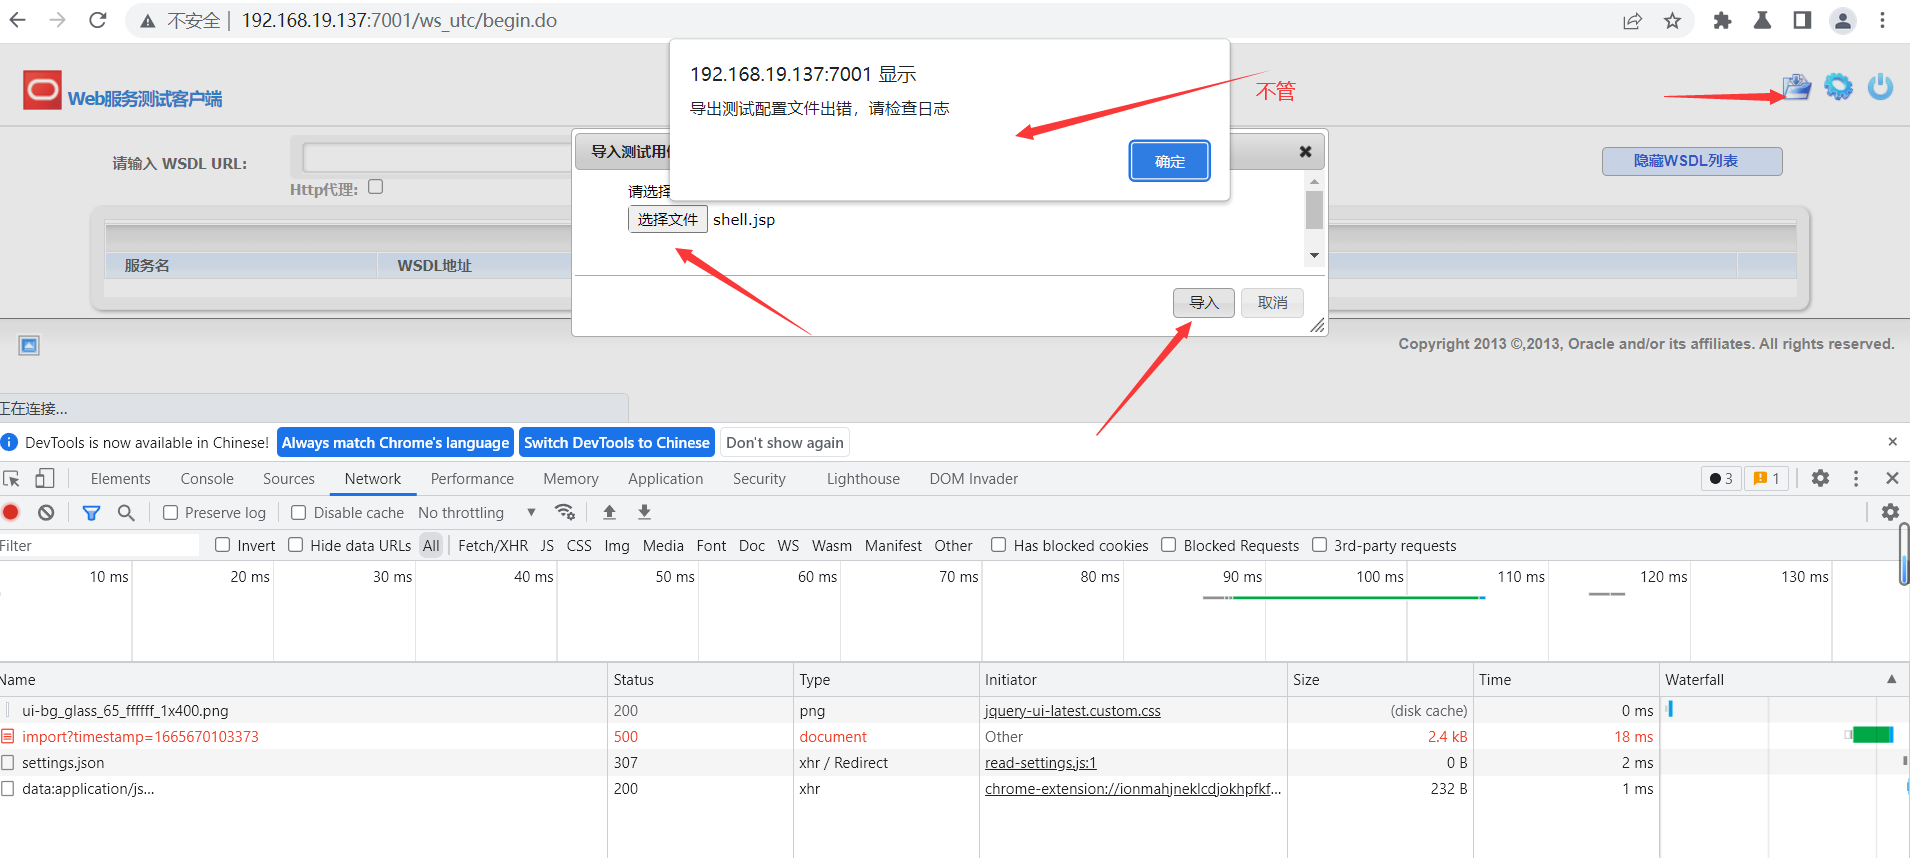 不安全 192.168.19.137:7001/ws_utc/begin.do
192.168.19.137:7001 显示
导出测试配置文件出错，请检查日志
确定
不管
Web服务测试客户端
请输入 WSDL URL:
Http代理:
隐藏WSDL列表
导入测试用
请选择
选择文件 shell.jsp
服务名 WSDL地址
导入 取消
Copyright 2013 ©,2013, Oracle and/or its affiliates. All rights reserved.
正在连接...
DevTools is now available in Chinese! Always match Chrome's language Switch DevTools to Chinese Don't show again
Elements Console Sources Network Performance Memory Application Security Lighthouse DOM Invader 3 1
Preserve log Disable cache No throttling
Filter Invert Hide data URLs All Fetch/XHR JS CSS Img Media Font Doc WS Wasm Manifest Other Has blocked cookies Blocked Requests 3rd-party requests
10 ms 20 ms 30 ms 40 ms 50 ms 60 ms 70 ms 80 ms 90 ms 100 ms 110 ms 120 ms 130 ms
Name Status Type Initiator Size Time Waterfall
ui-bg_glass_65_ffffff_1x400.png 200 png jquery-ui-latest.custom.css (disk cache) 0 ms
import?timestamp=1665670103373 500 document Other 2.4 kB 18 ms
settings.json 307 xhr / Redirect read-settings.js:1 0 B 2 ms
data:application/js... 200 xhr chrome-extension://ionmahjneklcdjokhpfkf... 232 B 1 ms